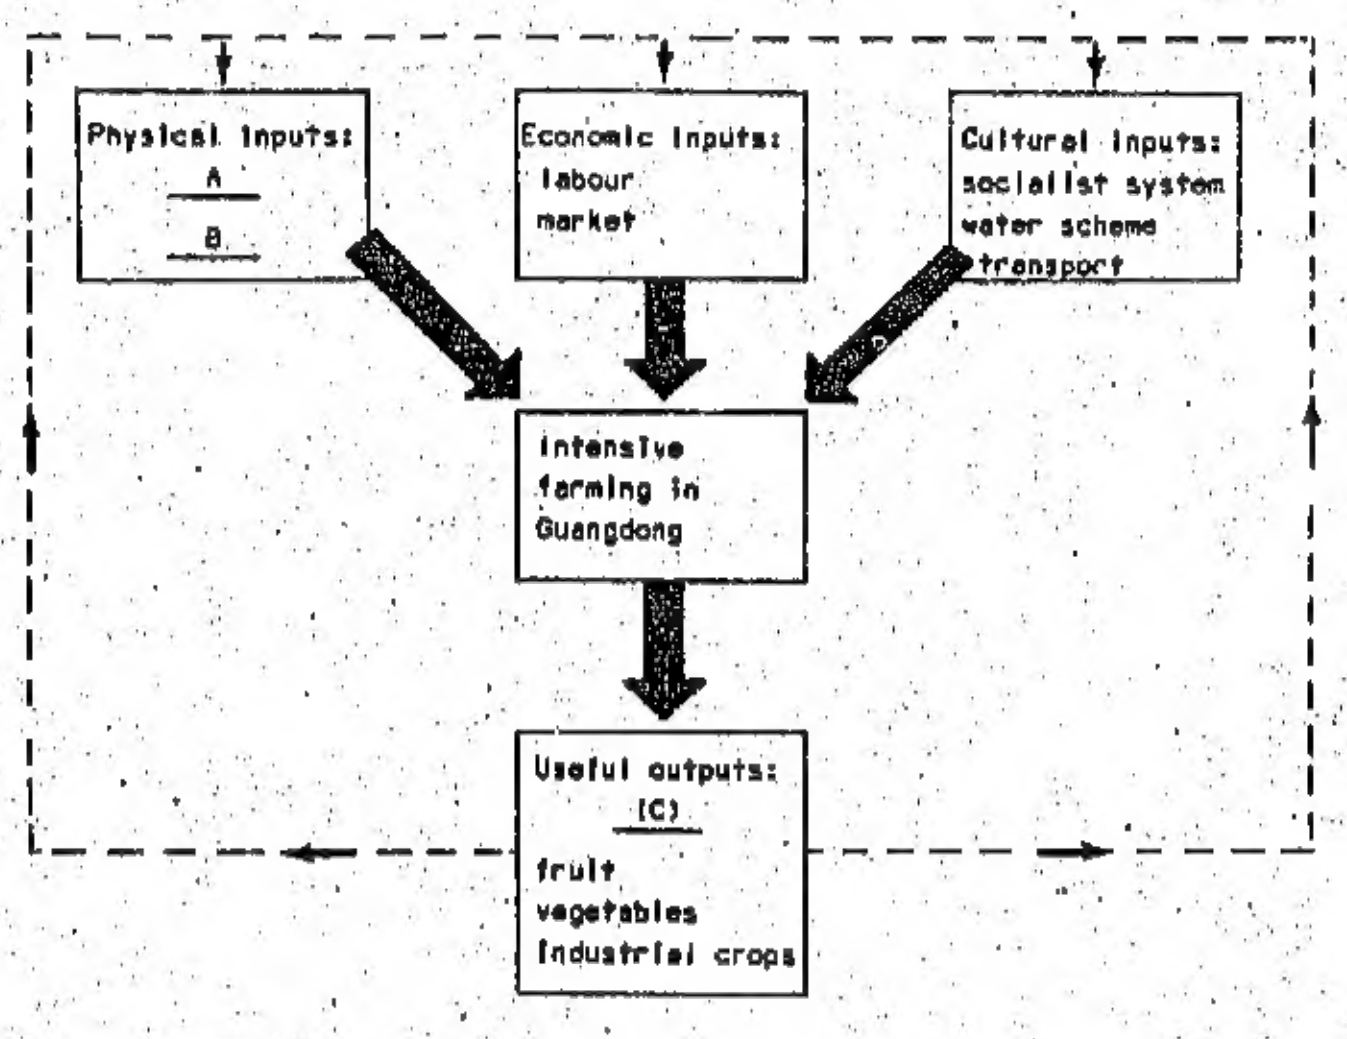 Physical inputs:
A
B
Economic inputs:
labour
market
Cultural inputs:
socialist system
water scheme
transport
intensive
farming in
Guangdong
Useful outputs:
(C)
fruit
vegetables
industrial crops